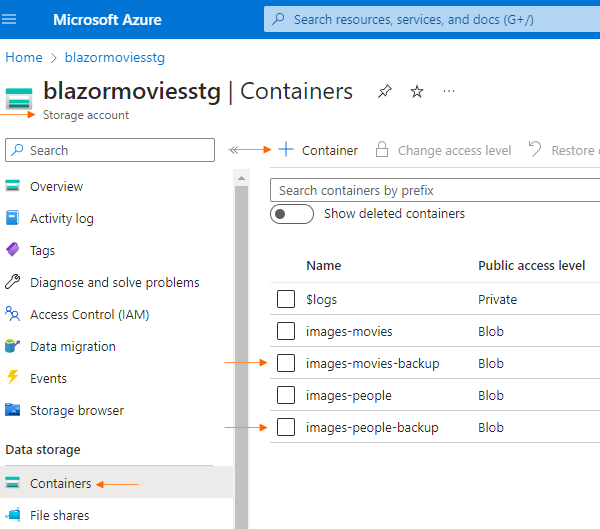 Microsoft Azure
Search resources, services, and docs (G+/)
Home > blazormoviesstg
blazormoviesstg | Containers
Storage account
Search
Overview
Activity log
Tags
Diagnose and solve problems
Access Control (IAM)
Data migration
Events
Storage browser
Data storage
Containers
File shares
+ Container
Change access level
Restore
Search containers by prefix
Show deleted containers
Name Public access level
$logs Private
images-movies Blob
images-movies-backup Blob
images-people Blob
images-people-backup Blob